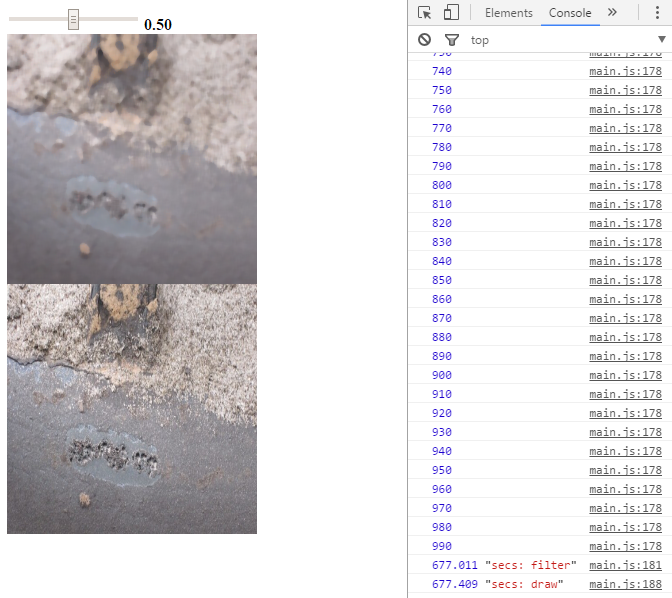 0.50
Elements Console »
top
740 main.js:178
750 main.js:178
760 main.js:178
770 main.js:178
780 main.js:178
790 main.js:178
800 main.js:178
810 main.js:178
820 main.js:178
830 main.js:178
840 main.js:178
850 main.js:178
860 main.js:178
870 main.js:178
880 main.js:178
890 main.js:178
900 main.js:178
910 main.js:178
920 main.js:178
930 main.js:178
940 main.js:178
950 main.js:178
960 main.js:178
970 main.js:178
980 main.js:178
990 main.js:178
677.011 "secs: filter" main.js:181
677.409 "secs: draw" main.js:188